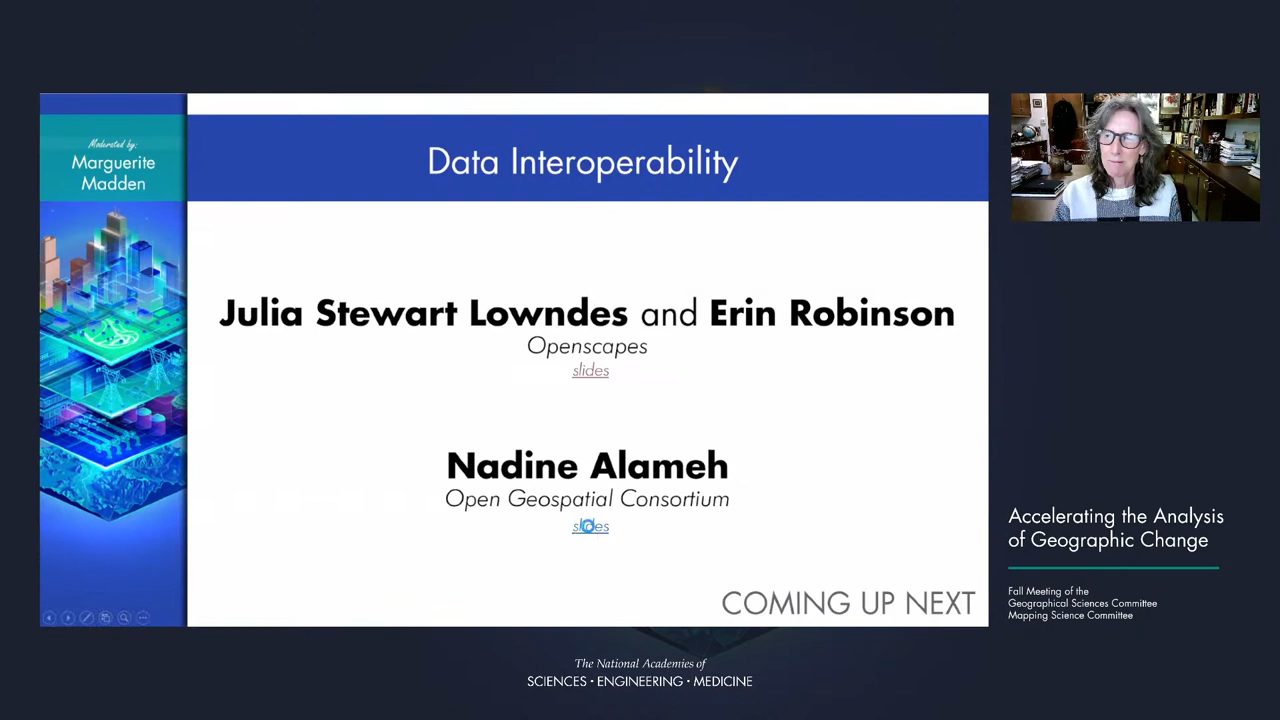 Moderated by:
Marguerite
Madden
Data Interoperability
Julia Stewart Lowndes and Erin Robinson
Openscapes
slides
Nadine Alameh
Open Geospatial Consortium
slides
COMING UP NEXT
Accelerating the Analysis
of Geographic Change
Fall Meeting of the
Geographical Sciences Committee
Mapping Science Committee
The National Academies of
SCIENCES • ENGINEERING • MEDICINE